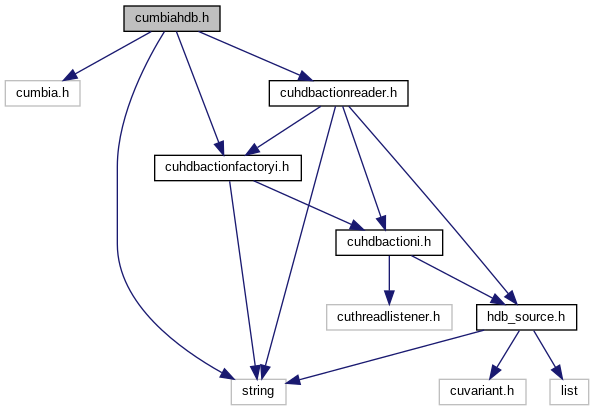 cumbiahdb.h
cumbia.h
cuhdbactionreader.h
cuhdbactionfactoryi.h
cuhdbactioni.h
cuthreadlistener.h
hdb_source.h
string
cuvariant.h
list